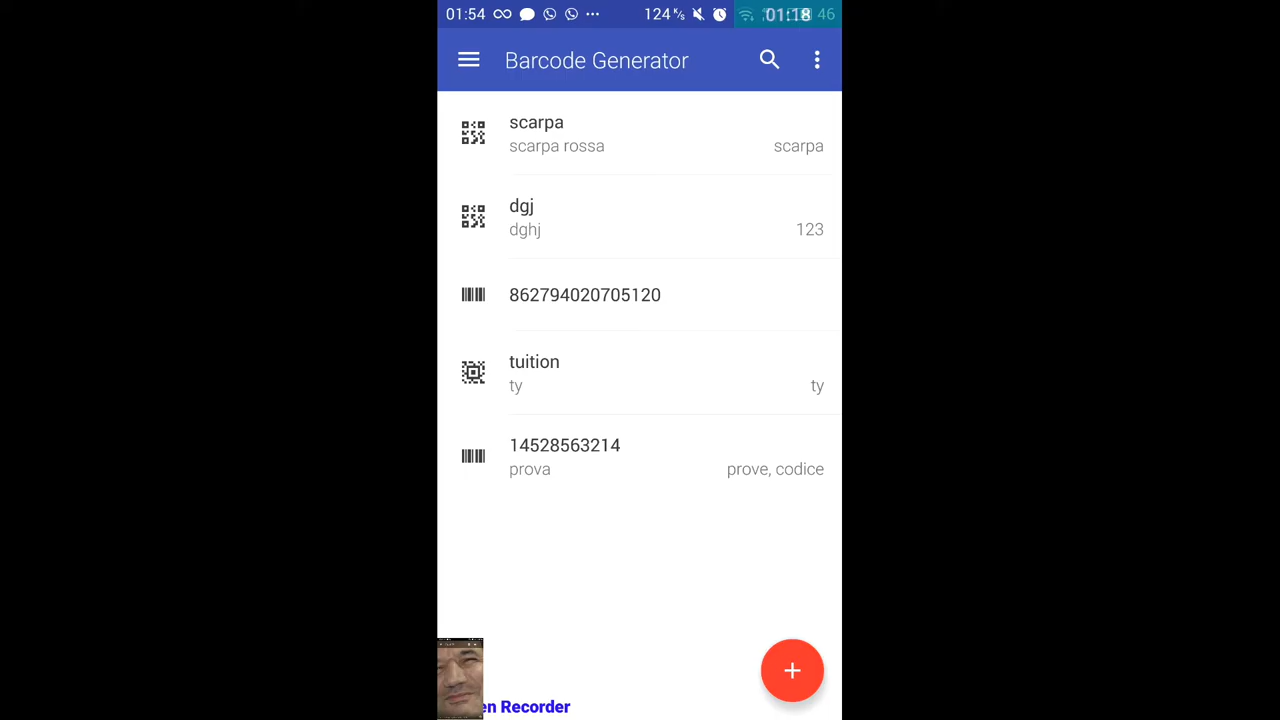 01:54 ... 124 K/s 01:18 46
Barcode Generator
scarpa
scarpa rossa scarpa
dgj
dghj 123
862794020705120
tuition
ty ty
14528563214
prova prove, codice
en Recorder